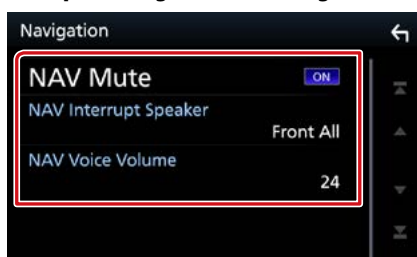 Navigation
NAV Mute
ON
NAV Interrupt Speaker
Front All
NAV Voice Volume
24